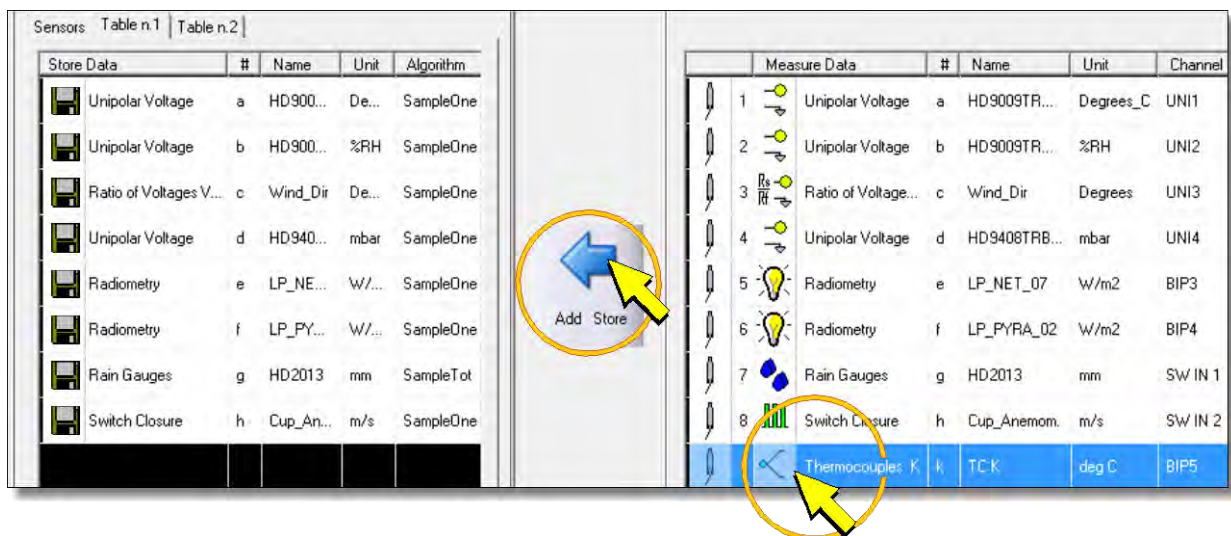 Sensors Table n.1 Table n.2
Store Data # Name Unit Algorithm
Unipolar Voltage a HD900... De... SampleOne
Unipolar Voltage b HD900... %RH SampleOne
Ratio of Voltages V... c Wind_Dir De... SampleOne
Unipolar Voltage d HD940... mbar SampleOne
Radiometry e LP_NE... W/... SampleOne
Radiometry f LP_PY... W/... SampleOne
Rain Gauges g HD2013 mm SampleTot
Switch Closure h Cup_An... m/s SampleOne
Add Store
Measure Data # Name Unit Channel
1 Unipolar Voltage a HD9009TR... Degrees_C UNI1
2 Unipolar Voltage b HD9009TR... %RH UNI2
3 Rs Rf Ratio of Voltage... c Wind_Dir Degrees UNI3
4 Unipolar Voltage d HD9408TRB... mbar UNI4
5 Radiometry e LP_NET_07 W/m2 BIP3
6 Radiometry f LP_PYRA_02 W/m2 BIP4
7 Rain Gauges g HD2013 mm SW IN 1
8 Switch Closure h Cup_Anemom. m/s SW IN 2
Thermocouples K k TC K deg C BIP5